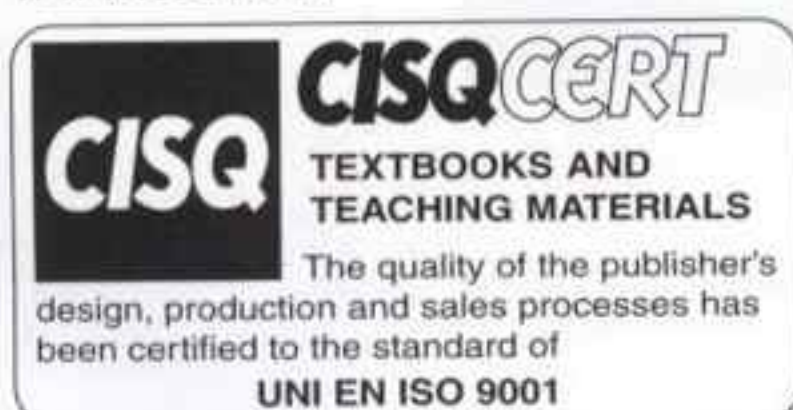 CISQ
CISQCERT
TEXTBOOKS AND
TEACHING MATERIALS
The quality of the publisher's
design, production and sales processes has
been certified to the standard of
UNI EN ISO 9001